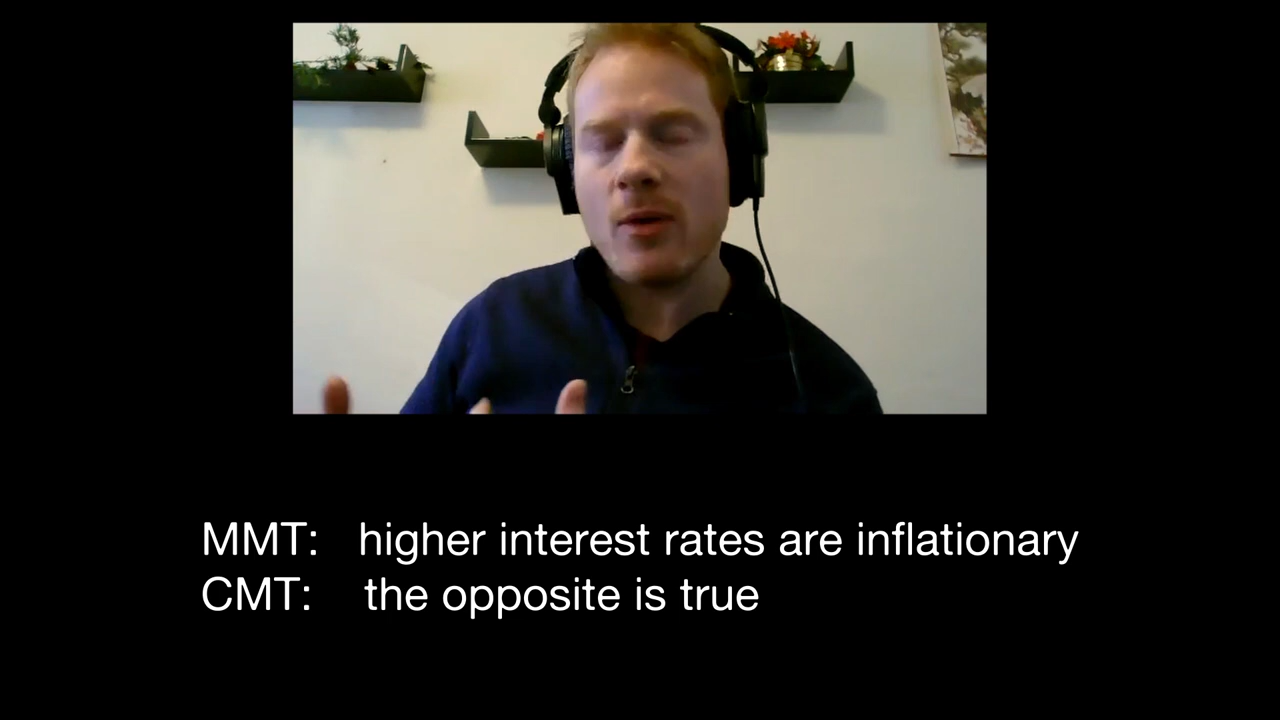 MMT: higher interest rates are inflationary
CMT: the opposite is true